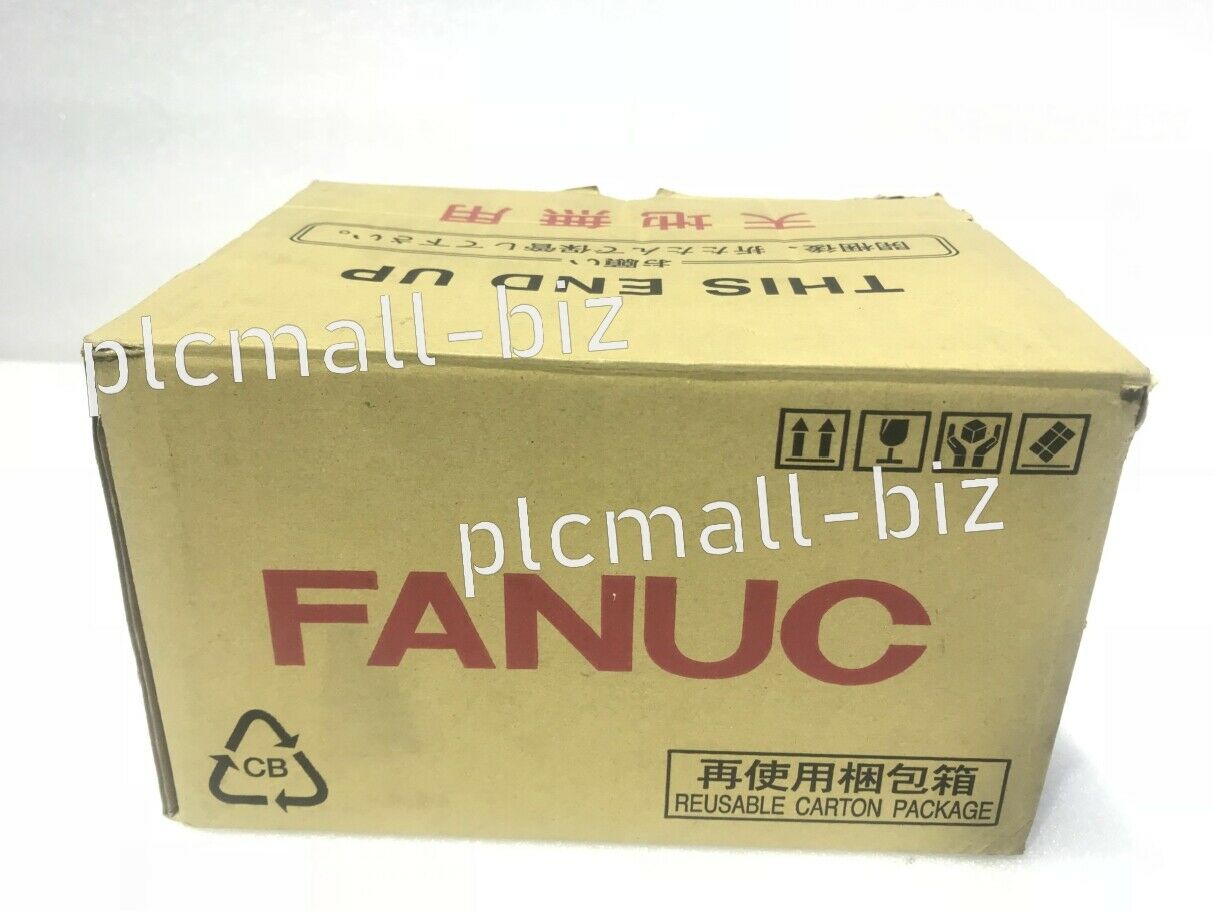 天地無用
開梱後、折たたんで保管して下さい。
お願い
THIS END UP
plcmall-biz
plcmall-biz
FANUC
CB
再使用梱包箱
REUSABLE CARTON PACKAGE